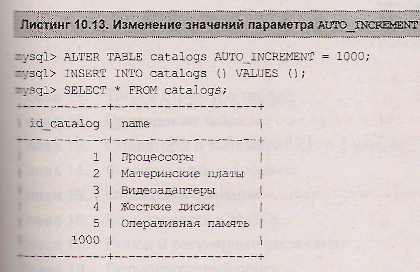 Листинг 10.13. Изменение значений параметра AUTO_INCREMENT
mysql> ALTER TABLE catalogs AUTO_INCREMENT = 1000;
mysql> INSERT INTO catalogs () VALUES ();
mysql> SELECT * FROM catalogs;
+------------+-------------------+
| id_catalog | name              |
+------------+-------------------+
|          1 | Процессоры        |
|          2 | Материнские платы |
|          3 | Видеоадаптеры     |
|          4 | Жесткие диски     |
|          5 | Оперативная память |
|       1000 |                   |
+------------+-------------------+